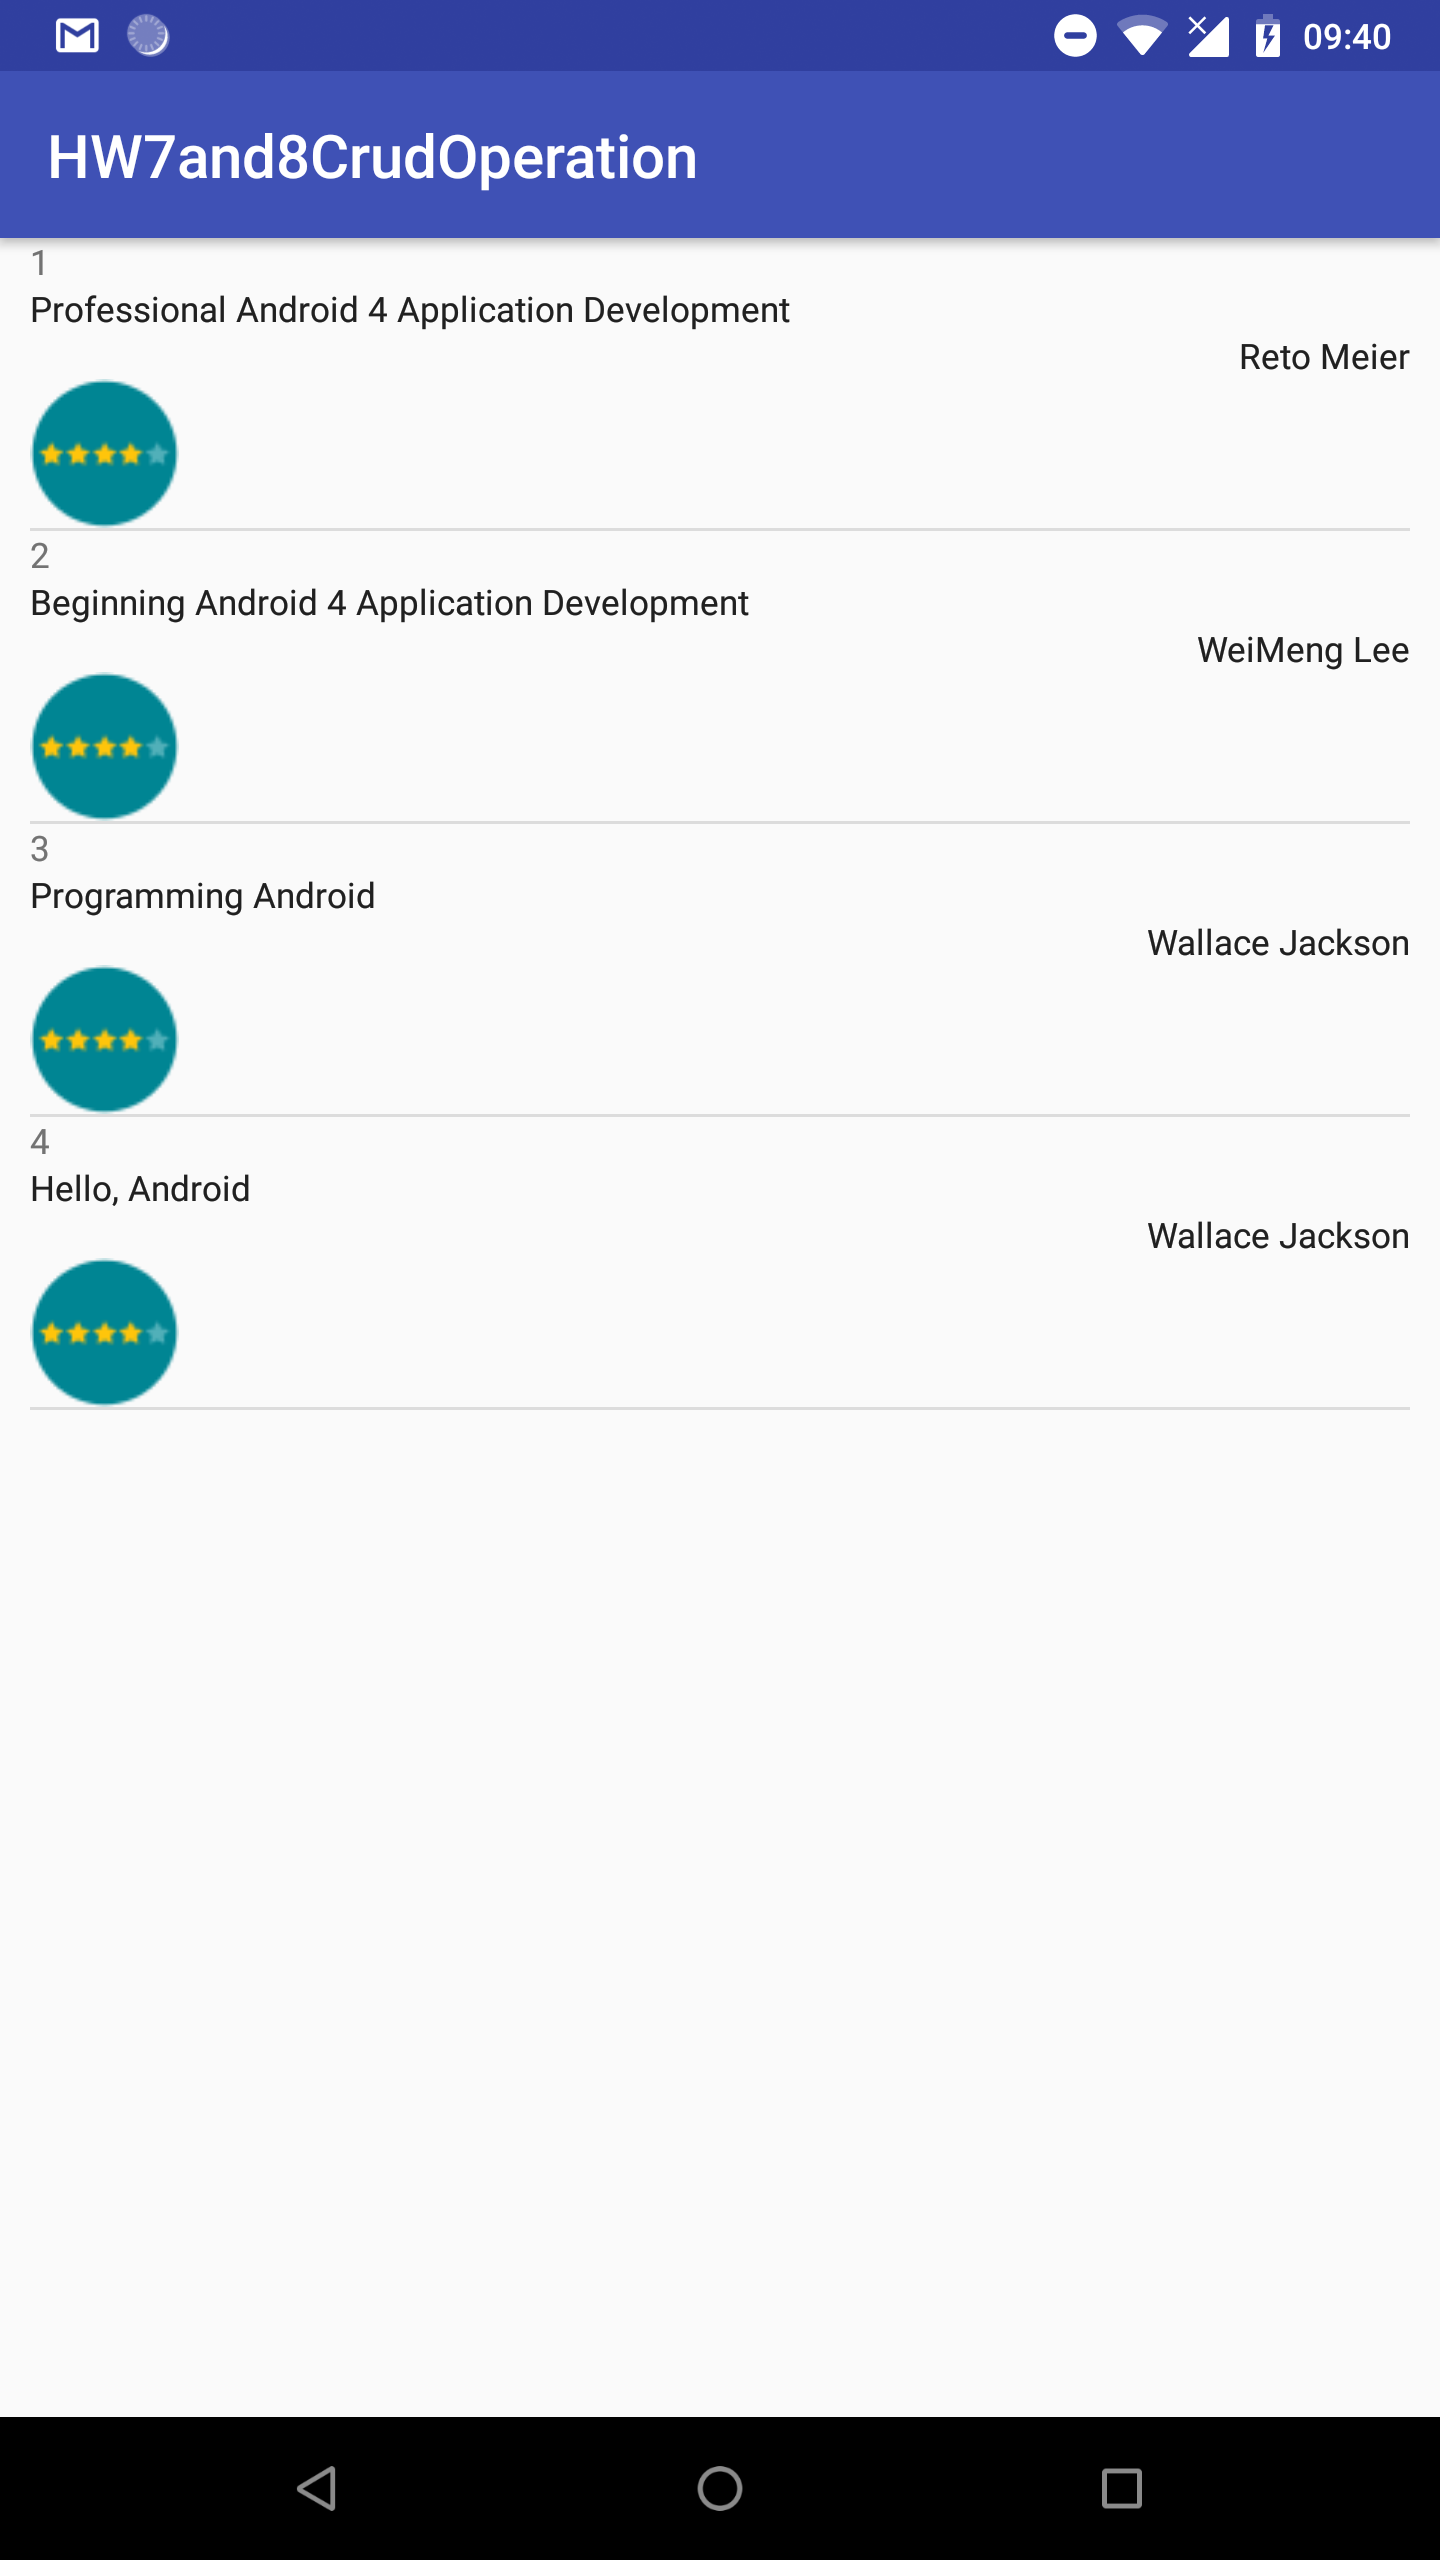 09:40
HW7and8CrudOperation
1
Professional Android 4 Application Development
Reto Meier
2
Beginning Android 4 Application Development
WeiMeng Lee
3
Programming Android
Wallace Jackson
4
Hello, Android
Wallace Jackson